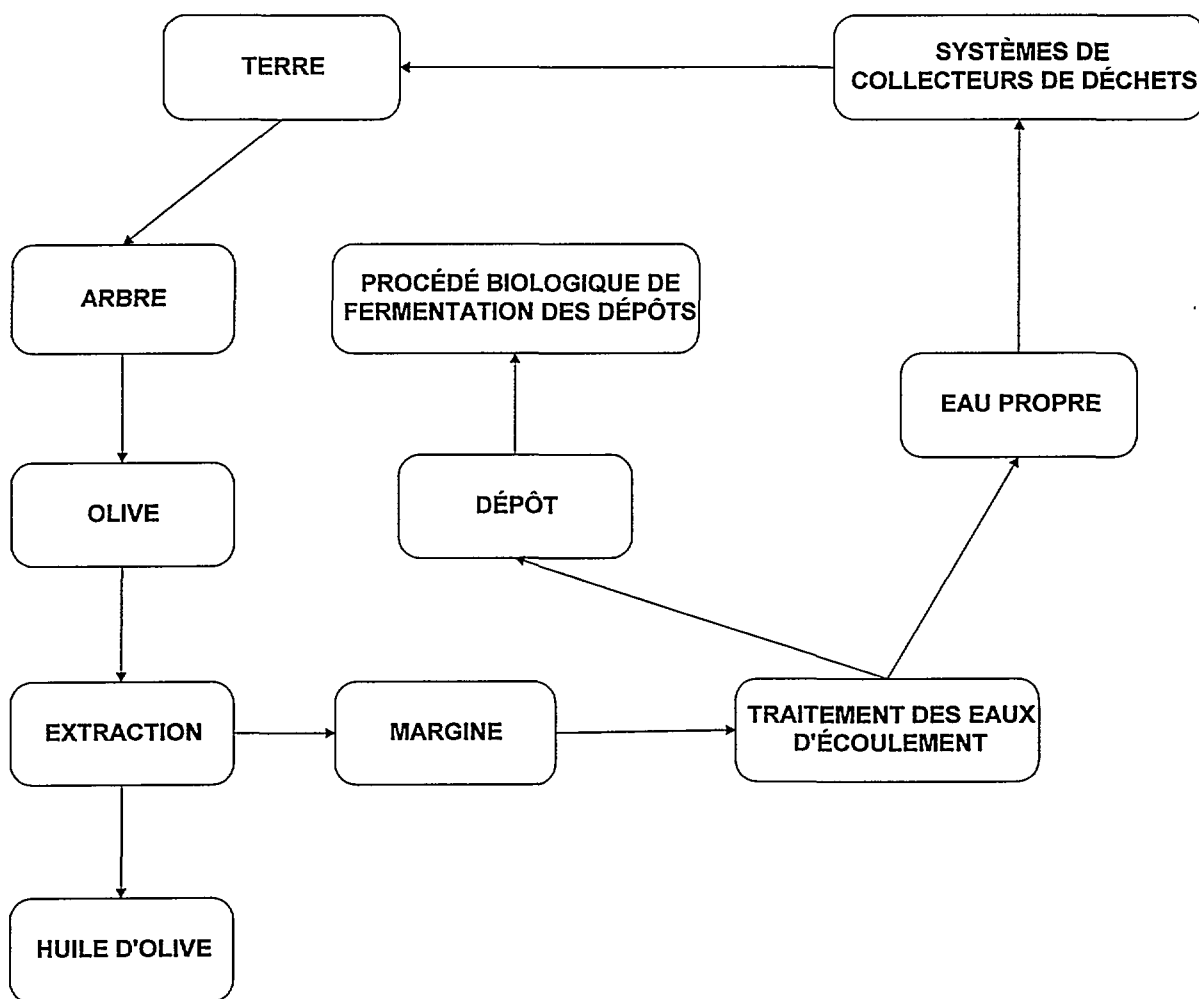 TERRE
SYSTÈMES DE
COLLECTEURS DE DÉCHETS
ARBRE
PROCÉDÉ BIOLOGIQUE DE
FERMENTATION DES DÉPÔTS
EAU PROPRE
OLIVE
DÉPÔT
EXTRACTION
MARGINE
TRAITEMENT DES EAUX
D'ÉCOULEMENT
HUILE D'OLIVE